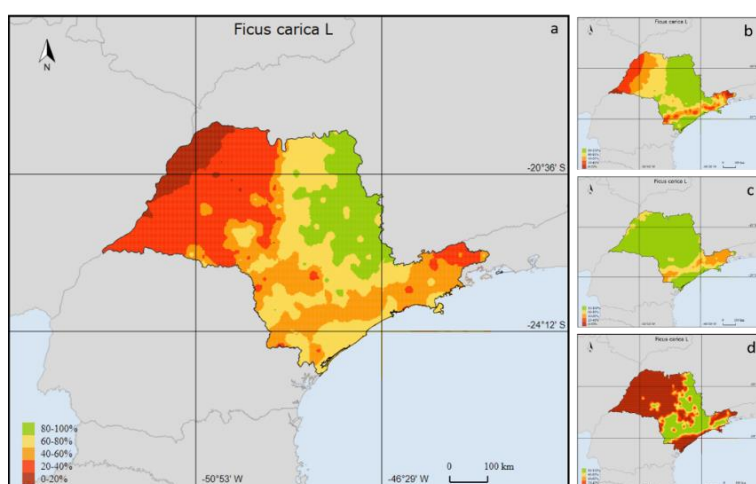 Ficus carica L
a
N
-20°36' S
-24°12' S
80-100%
60-80%
40-60%
20-40%
0-20%
-50°53' W
-46°29' W
0 100 km
Ficus carica L
b
Ficus carica L
c
Ficus carica L
d